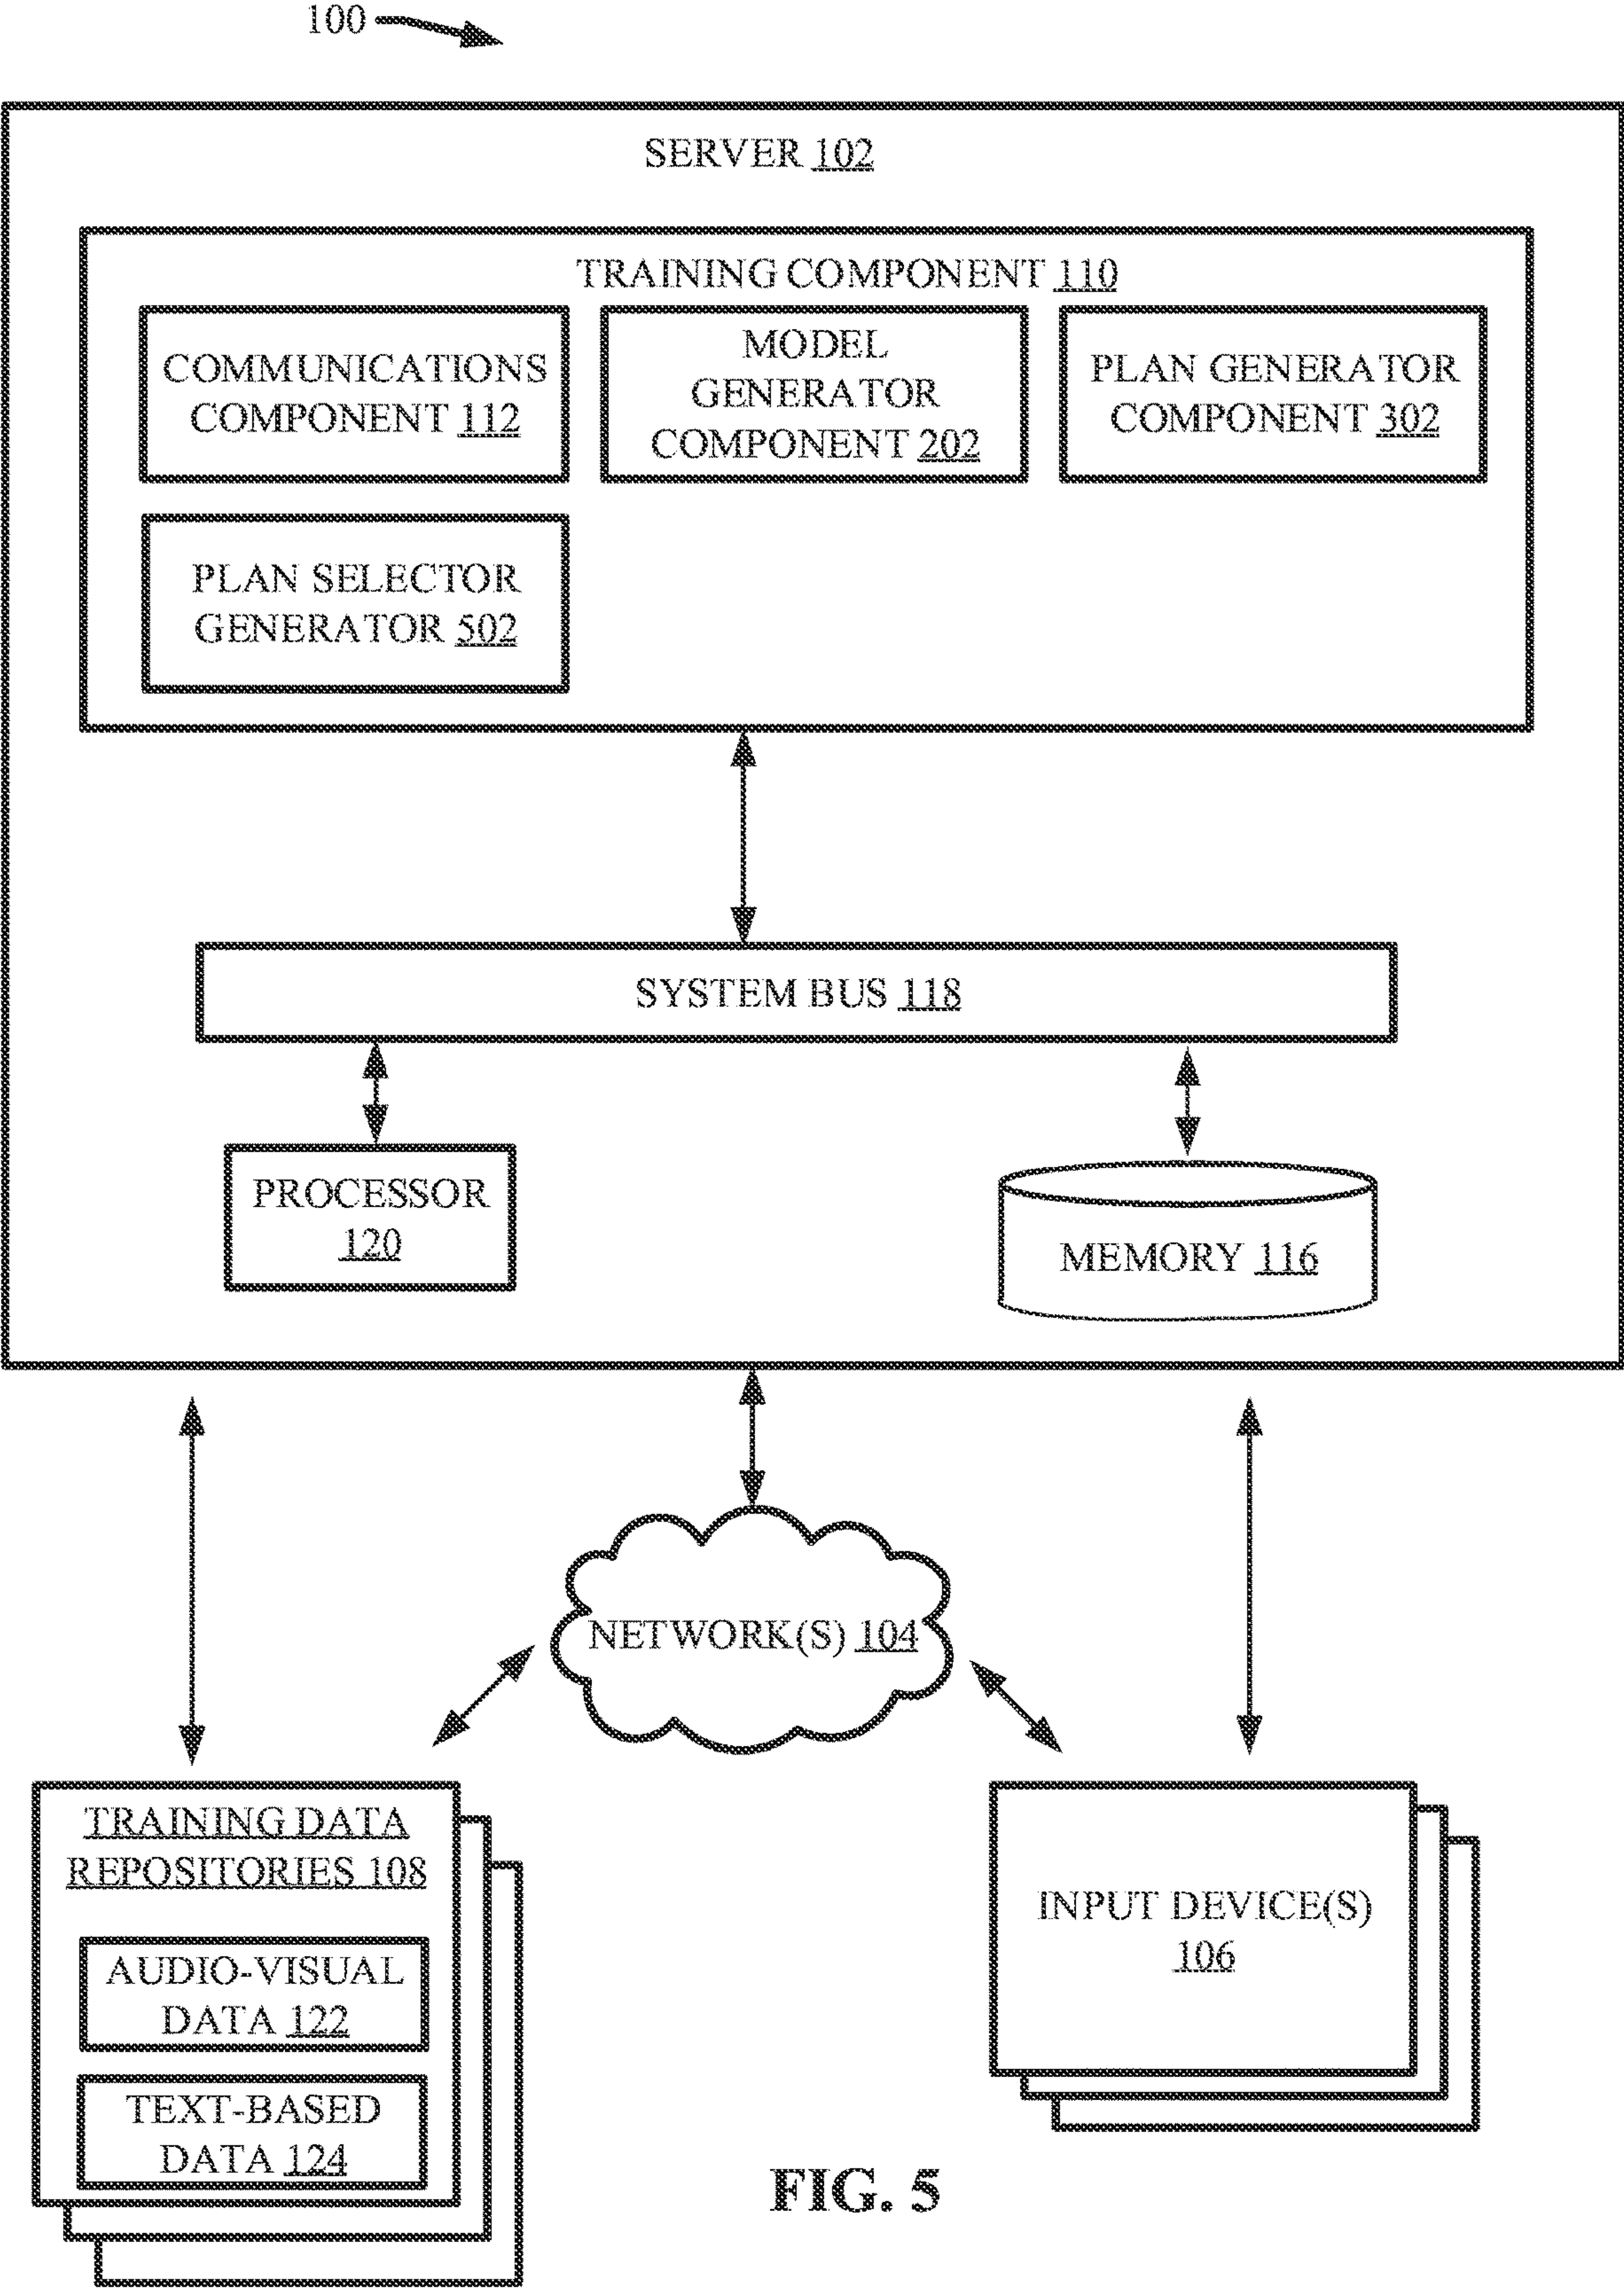 100
SERVER 102
TRAINING COMPONENT 110
COMMUNICATIONS
COMPONENT 112
MODEL
GENERATOR
COMPONENT 202
PLAN GENERATOR
COMPONENT 302
PLAN SELECTOR
GENERATOR 502
SYSTEM BUS 118
PROCESSOR
120
MEMORY 116
NETWORK(S) 104
TRAINING DATA
REPOSITORIES 108
AUDIO-VISUAL
DATA 122
TEXT-BASED
DATA 124
INPUT DEVICE(S)
106
FIG. 5